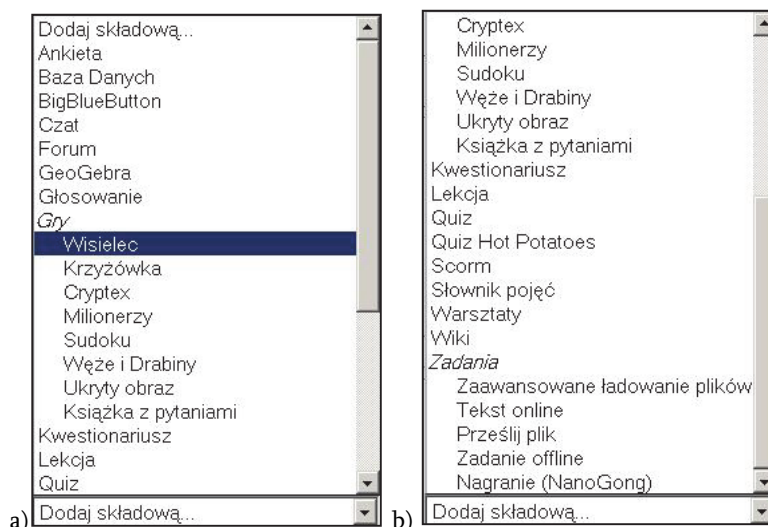 Dodaj składową...
Ankieta
Baza Danych
BigBlueButton
Czat
Forum
GeoGebra
Głosowanie
Gry
Wisielec
Krzyżówka
Cryptex
Milionerzy
Sudoku
Węże i Drabiny
Ukryty obraz
Książka z pytaniami
Kwestionariusz
Lekcja
Quiz
a) Dodaj składową...
Cryptex
Milionerzy
Sudoku
Węże i Drabiny
Ukryty obraz
Książka z pytaniami
Kwestionariusz
Lekcja
Quiz
Quiz Hot Potatoes
Scorm
Słownik pojęć
Warsztaty
Wiki
Zadania
Zaawansowane ładowanie plików
Tekst online
Prześlij plik
Zadanie offline
Nagranie (NanoGong)
b) Dodaj składową...